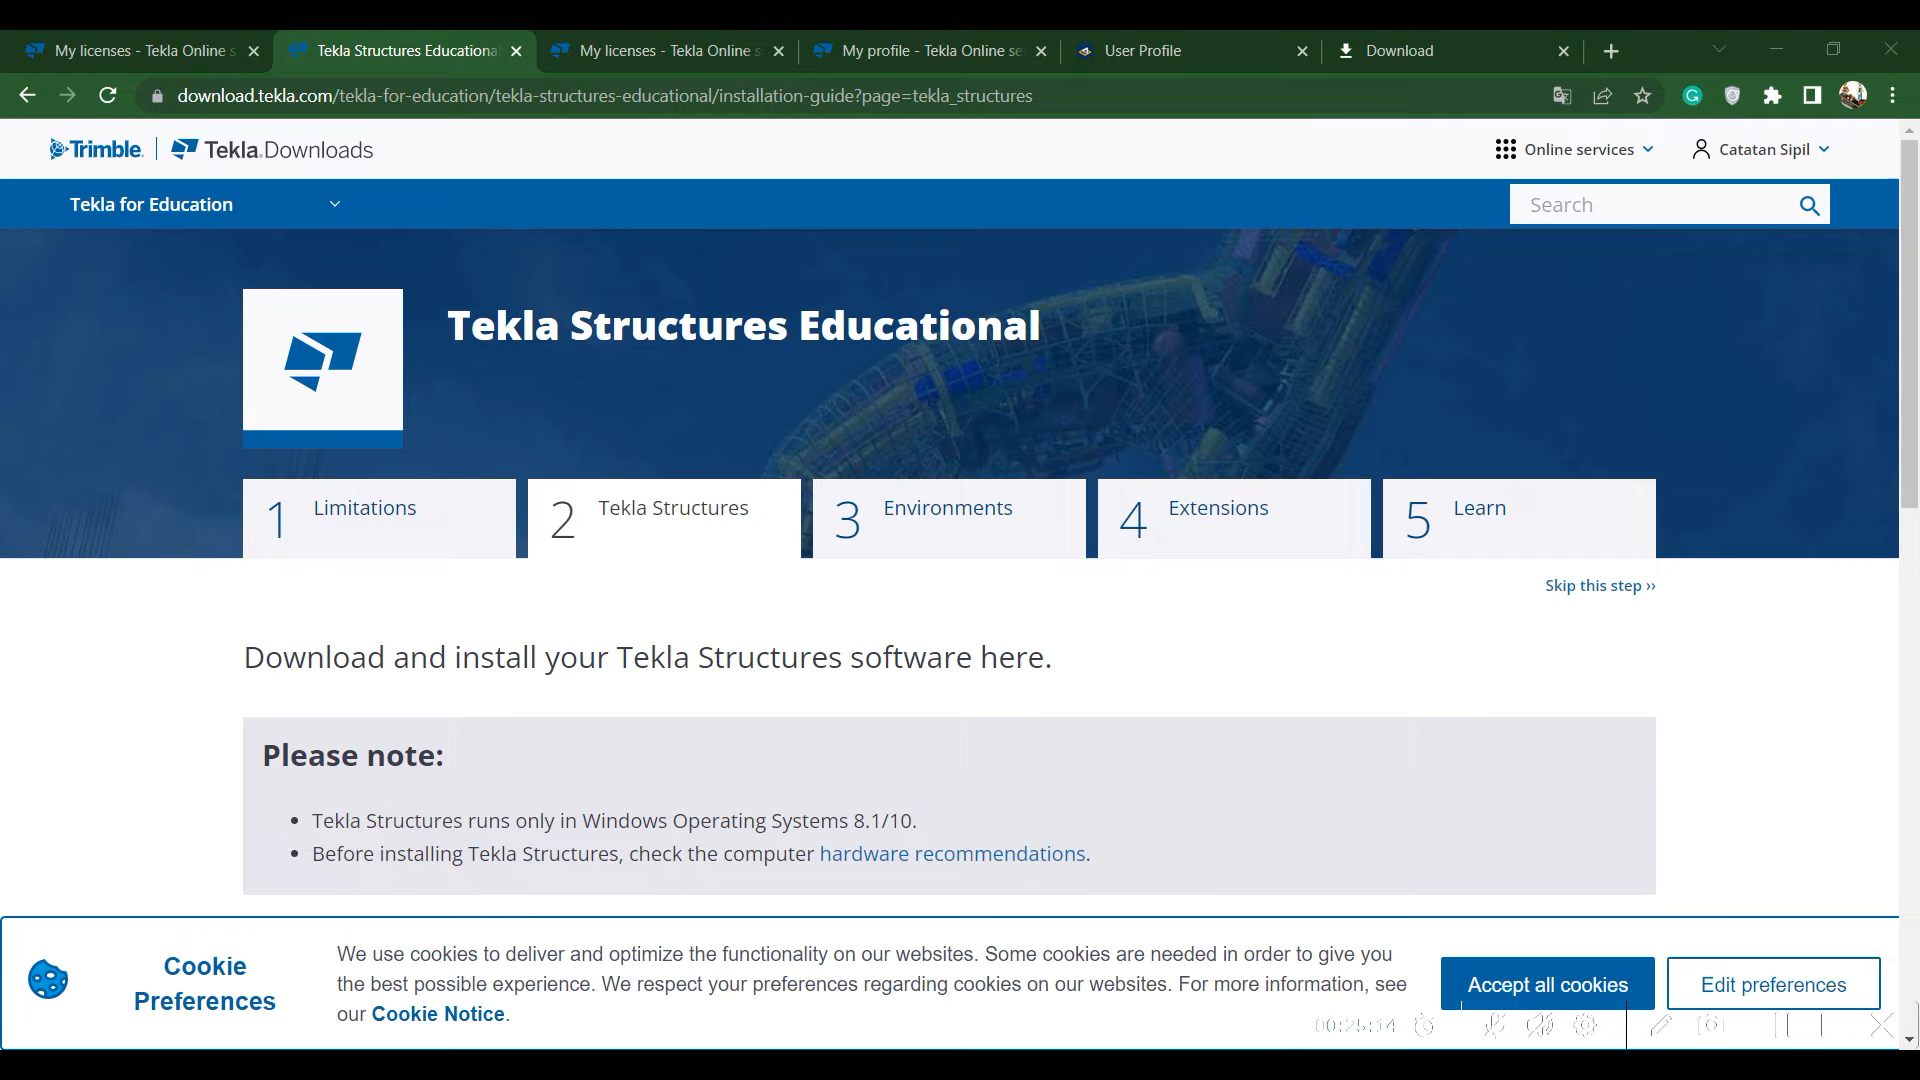 My licenses - Tekla Online s
Tekla Structures Educationa
My licenses - Tekla Online s
My profile - Tekla Online se
User Profile
Download
download.tekla.com/tekla-for-education/tekla-structures-educational/installation-guide?page=tekla_structures
Trimble
Tekla Downloads
Online services
Catatan Sipil
Tekla for Education
Search
Tekla Structures Educational
1 Limitations
2 Tekla Structures
3 Environments
4 Extensions
5 Learn
Skip this step ››
Download and install your Tekla Structures software here.
Please note:
• Tekla Structures runs only in Windows Operating Systems 8.1/10.
• Before installing Tekla Structures, check the computer hardware recommendations.
Cookie
Preferences
We use cookies to deliver and optimize the functionality on our websites. Some cookies are needed in order to give you
the best possible experience. We respect your preferences regarding cookies on our websites. For more information, see
our Cookie Notice.
Accept all cookies
Edit preferences
00:25:14